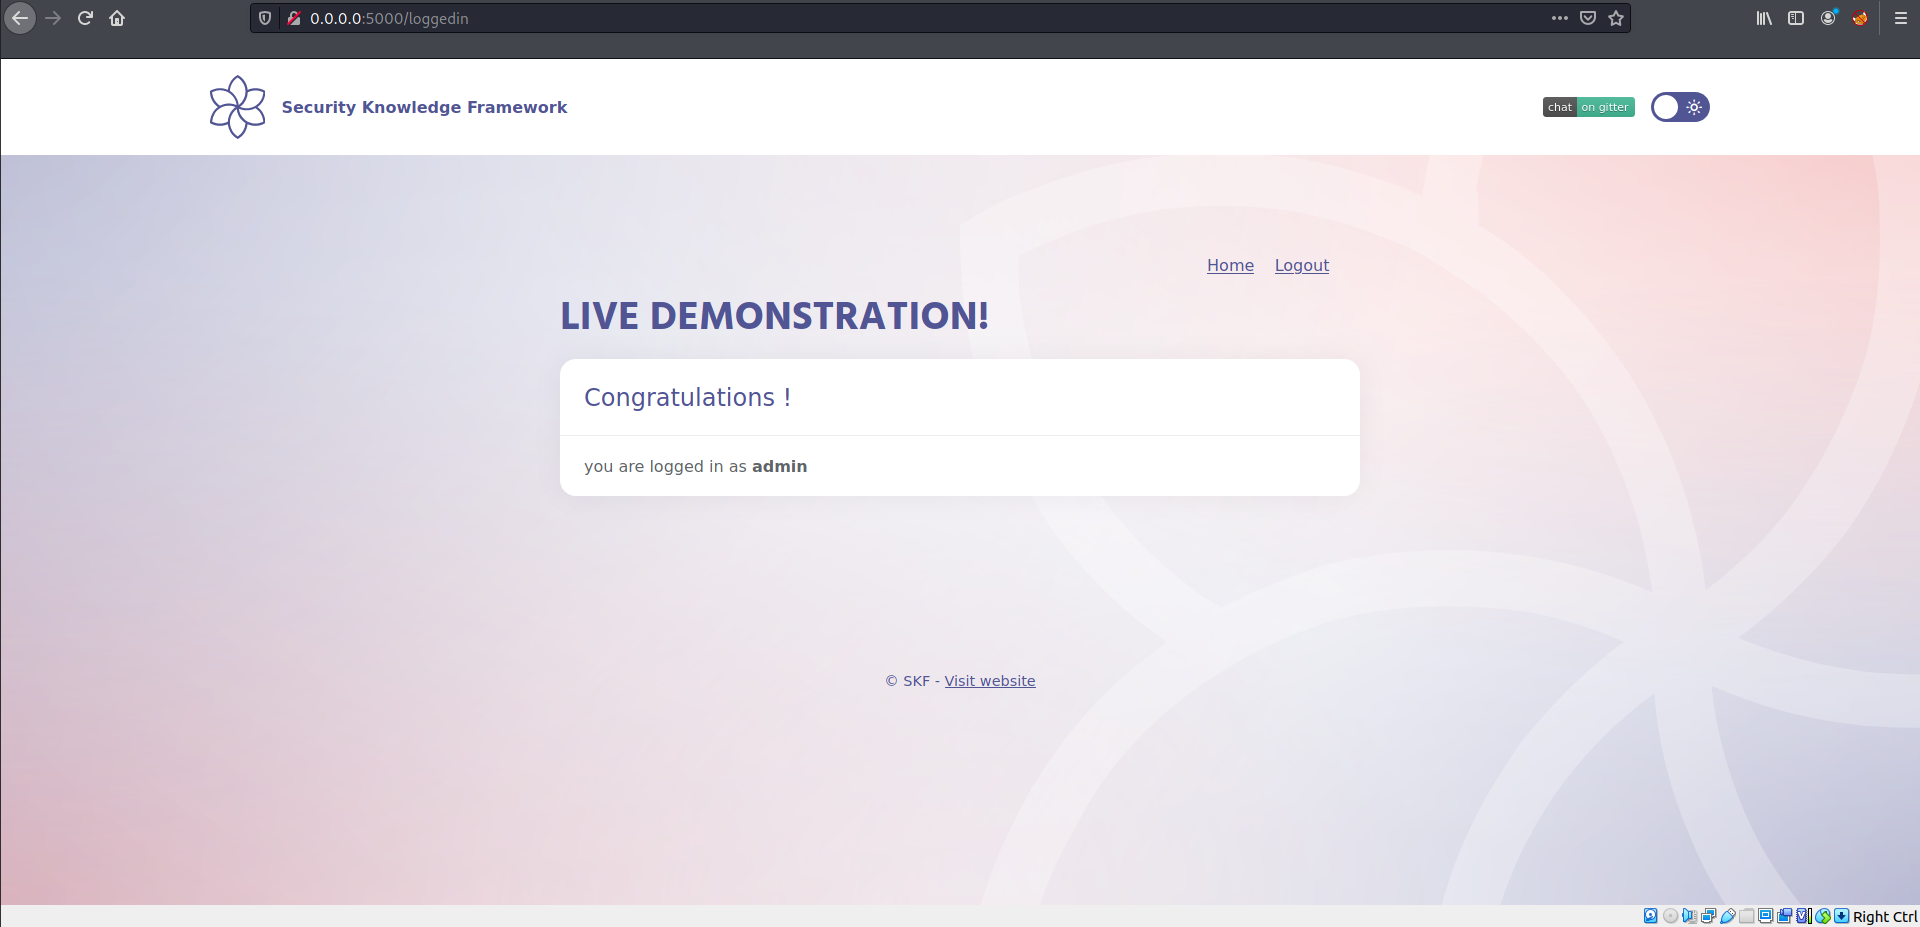 0.0.0.0:5000/loggedin
Security Knowledge Framework
chat on gitter
Home Logout
LIVE DEMONSTRATION!
Congratulations !
you are logged in as admin
© SKF - Visit website
Right Ctrl